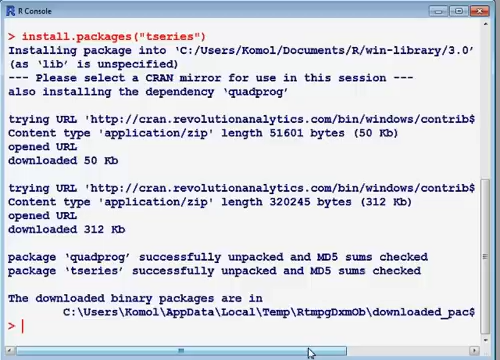 R Console
> install.packages("tseries")
Installing package into ‘C:/Users/Komol/Documents/R/win-library/3.0’
(as ‘lib’ is unspecified)
--- Please select a CRAN mirror for use in this session ---
also installing the dependency ‘quadprog’
trying URL 'http://cran.revolutionanalytics.com/bin/windows/contrib$
Content type 'application/zip' length 51601 bytes (50 Kb)
opened URL
downloaded 50 Kb
trying URL 'http://cran.revolutionanalytics.com/bin/windows/contrib$
Content type 'application/zip' length 320245 bytes (312 Kb)
opened URL
downloaded 312 Kb
package ‘quadprog’ successfully unpacked and MD5 sums checked
package ‘tseries’ successfully unpacked and MD5 sums checked
The downloaded binary packages are in
C:\Users\Komol\AppData\Local\Temp\RtmpgDxmOb\downloaded_pac$
>